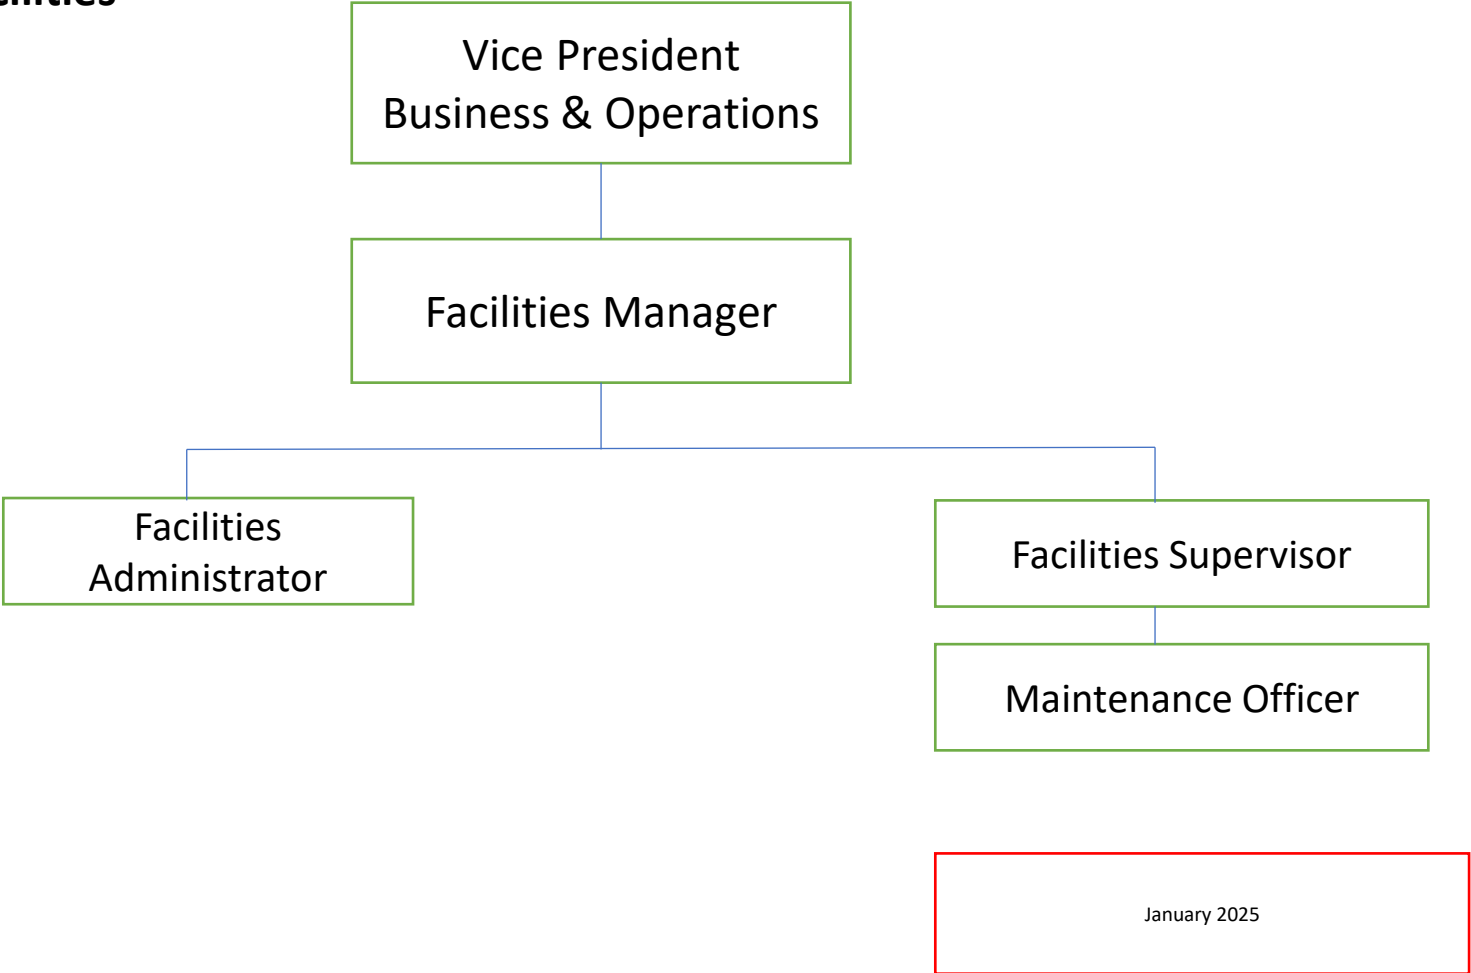 Vice President
Business & Operations
Facilities Manager
Facilities
Administrator
Facilities Supervisor
Maintenance Officer
January 2025